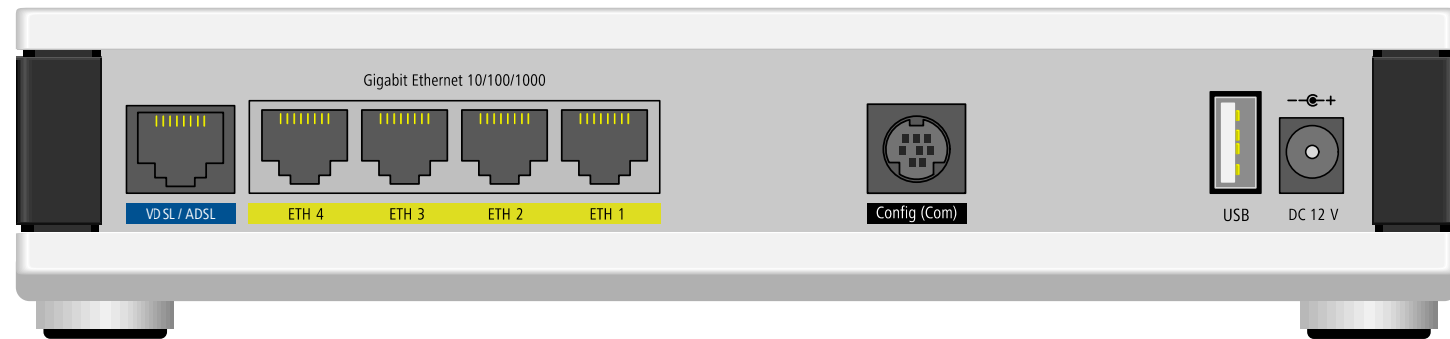 Gigabit Ethernet 10/100/1000
VDSL / ADSL
ETH 4
ETH 3
ETH 2
ETH 1
Config (Com)
USB
DC 12 V